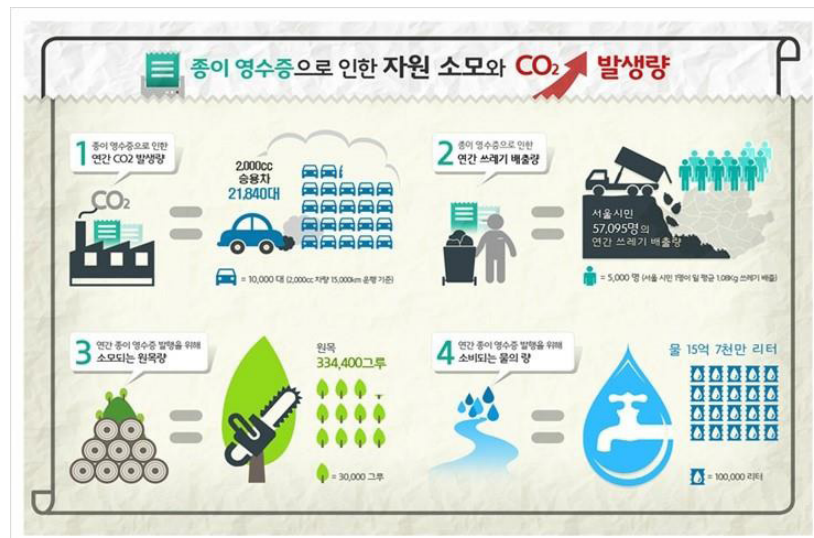 종이 영수증으로 인한 자원 소모와 CO₂ 발생량
1 종이 영수증으로 인한
연간 CO2 발생량
CO₂
2,000cc
승용차
21,840대
= 10,000 대 (2,000cc 차량 15,000km 운행 기준)
2 종이 영수증으로 인한
연간 쓰레기 배출량
서울시민
57,095명의
연간 쓰레기 배출량
= 5,000 명 (서울 시민 1명이 일 평균 1.08Kg 쓰레기 배출)
3 연간 종이 영수증 발행을 위해
소모되는 원목량
원목
334,400그루
= 30,000 그루
4 연간 종이 영수증 발행을 위해
소비되는 물의 량
물 15억 7천만 리터
= 100,000 리터